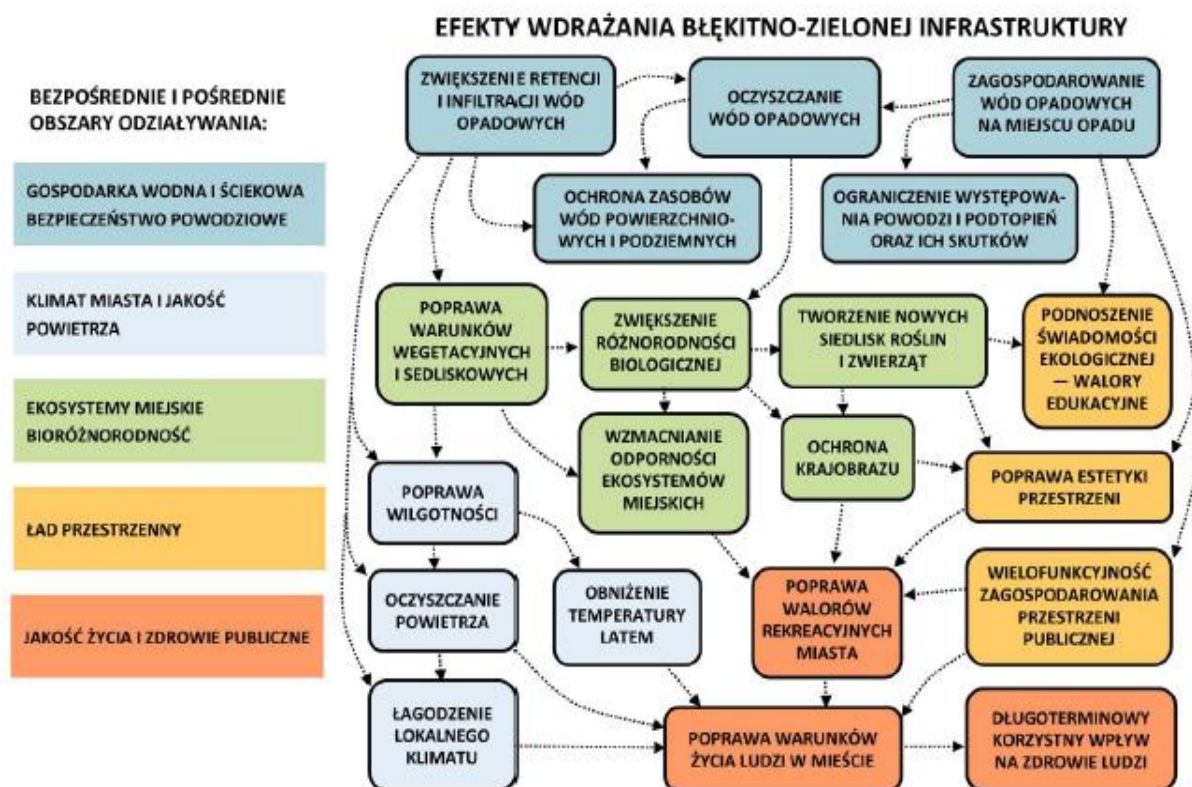 EFEKTY WDRAŻANIA BŁĘKITNO-ZIELONEJ INFRASTRUKTURY
BEZPOŚREDNIE I POŚREDNIE
OBSZARY ODZIAŁYWANIA:
GOSPODARKA WODNA I ŚCIEKOWA
BEZPIECZEŃSTWO POWODZIOWE
KLIMAT MIASTA I JAKOŚĆ
POWIETRZA
EKOSYSTEMY MIEJSKIE
BIORÓŻNORODNOŚĆ
ŁAD PRZESTRZENNY
JAKOŚĆ ŻYCIA I ZDROWIE PUBLICZNE
ZWIĘKSZENIE RETENCJI
I INFILTRACJI WÓD
OPADOWYCH
OCZYSZCZANIE
WÓD OPADOWYCH
ZAGOSPODAROWANIE
WÓD OPADOWYCH
NA MIEJSCU OPADU
OCHRONA ZASOBÓW
WÓD POWIERZCHNIO-
WYCH I PODZIEMNYCH
OGRANICZENIE WYSTĘPOWA-
NIA POWODZI I PODTOPIEŃ
ORAZ ICH SKUTKÓW
POPRAWA
WARUNKÓW
WEGETACYJNYCH
I SEDLISKOWYCH
ZWIĘKSZENIE
RÓŻNORODNOŚCI
BIOLOGICZNEJ
TWORZENIE NOWYCH
SIEDLISK ROŚLIN
I ZWIERZĄT
PODNOSZENIE
ŚWIADOMOŚCI
EKOLOGICZNEJ
— WALORY
EDUKACYJNE
WZMACNIANIE
ODPORNOŚCI
EKOSYSTEMÓW
MIEJSKICH
OCHRONA
KRAJOBRAZU
POPRAWA ESTETYKI
PRZESTRZENI
POPRAWA
WILGOTNOŚCI
OCZYSZCZANIE
POWIETRZA
OBNIŻENIE
TEMPERATURY
LATEM
POPRAWA
WALORÓW
REKREACYJNYCH
MIASTA
WIELOFUNKCYJNOŚĆ
ZAGOSPODAROWANIA
PRZESTRZENI
PUBLICZNEJ
ŁAGODZENIE
LOKALNEGO
KLIMATU
POPRAWA WARUNKÓW
ŻYCIA LUDZI W MIEŚCIE
DŁUGOTERMINOWY
KORZYSTNY WPŁYW
NA ZDROWIE LUDZI